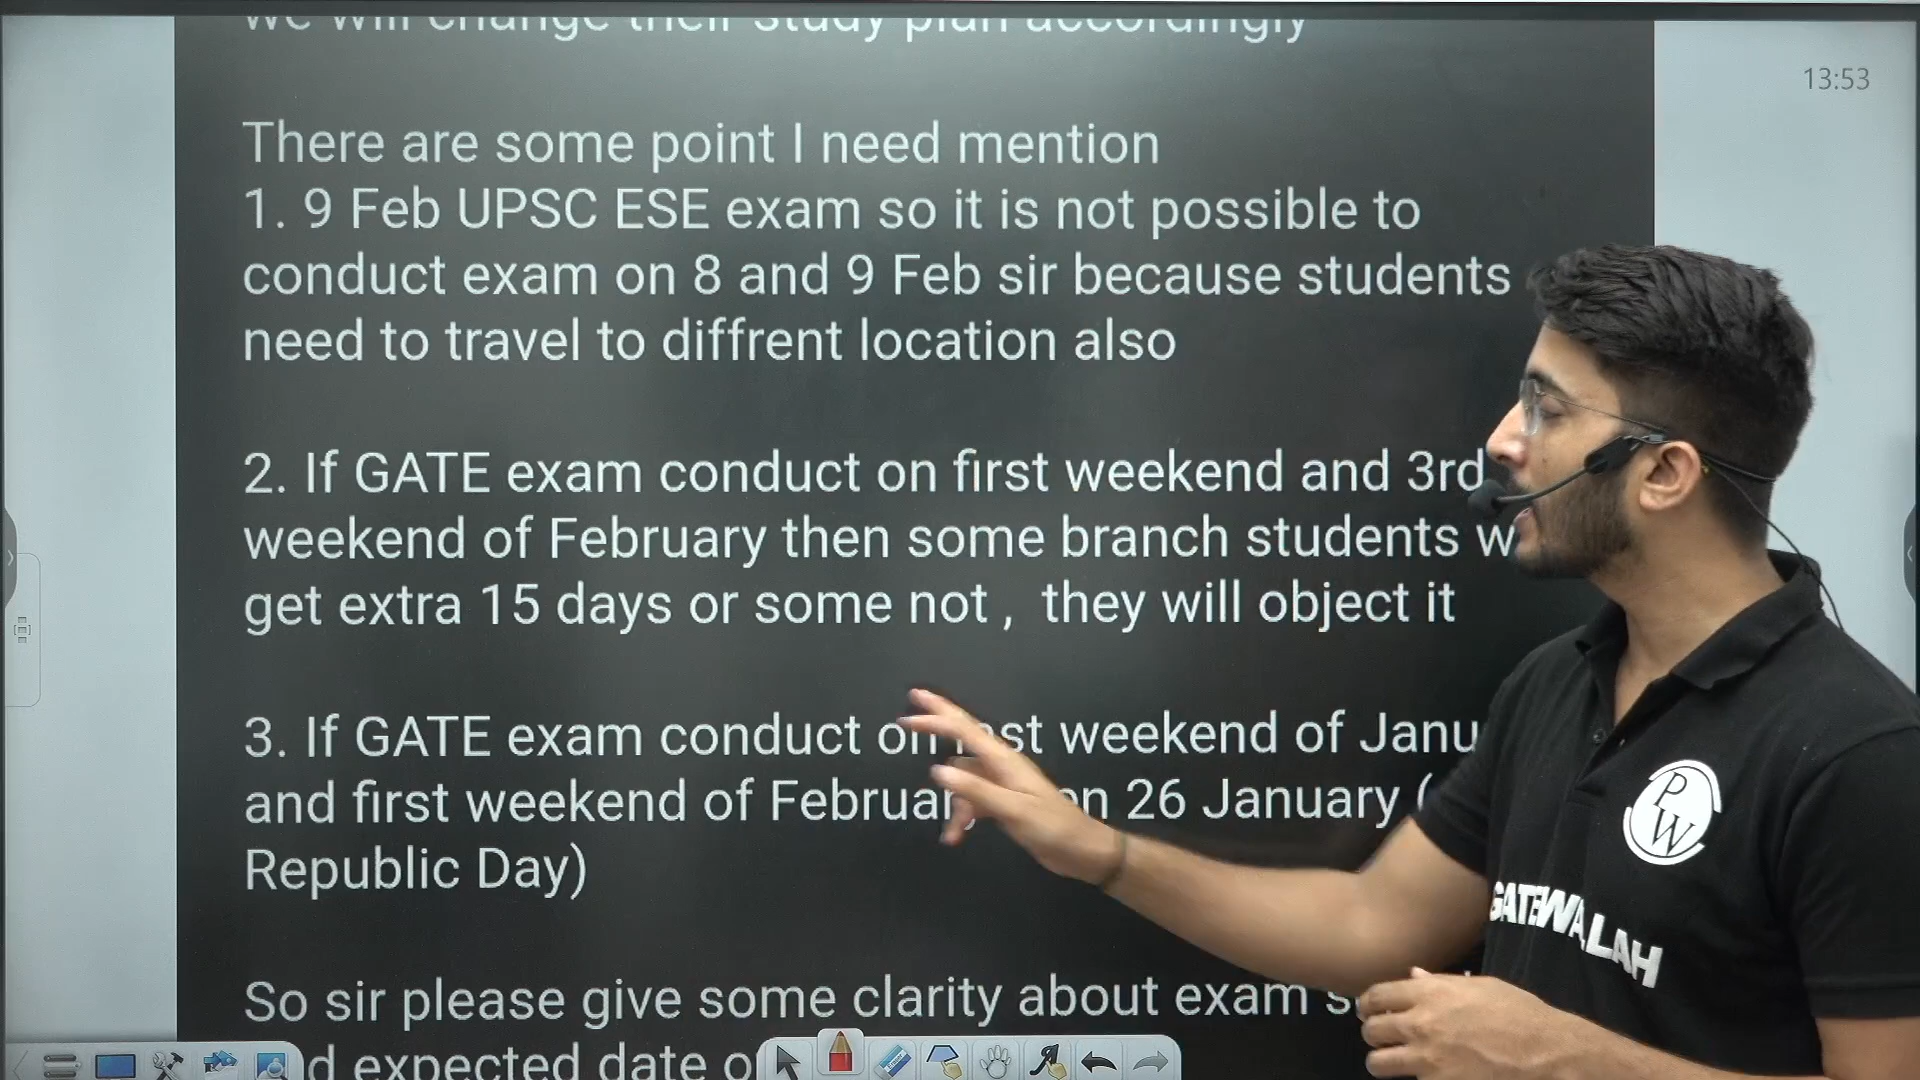 we will change their study plan accordingly
13:53
There are some point I need mention
1. 9 Feb UPSC ESE exam so it is not possible to
conduct exam on 8 and 9 Feb sir because students
need to travel to diffrent location also
2. If GATE exam conduct on first weekend and 3rd
weekend of February then some branch students
get extra 15 days or some not , they will object it
3. If GATE exam conduct on last weekend of
and first weekend of 26 January (
Republic Day)
So sir please give some clarity about exam
expected date
PW
GATE WALLAH